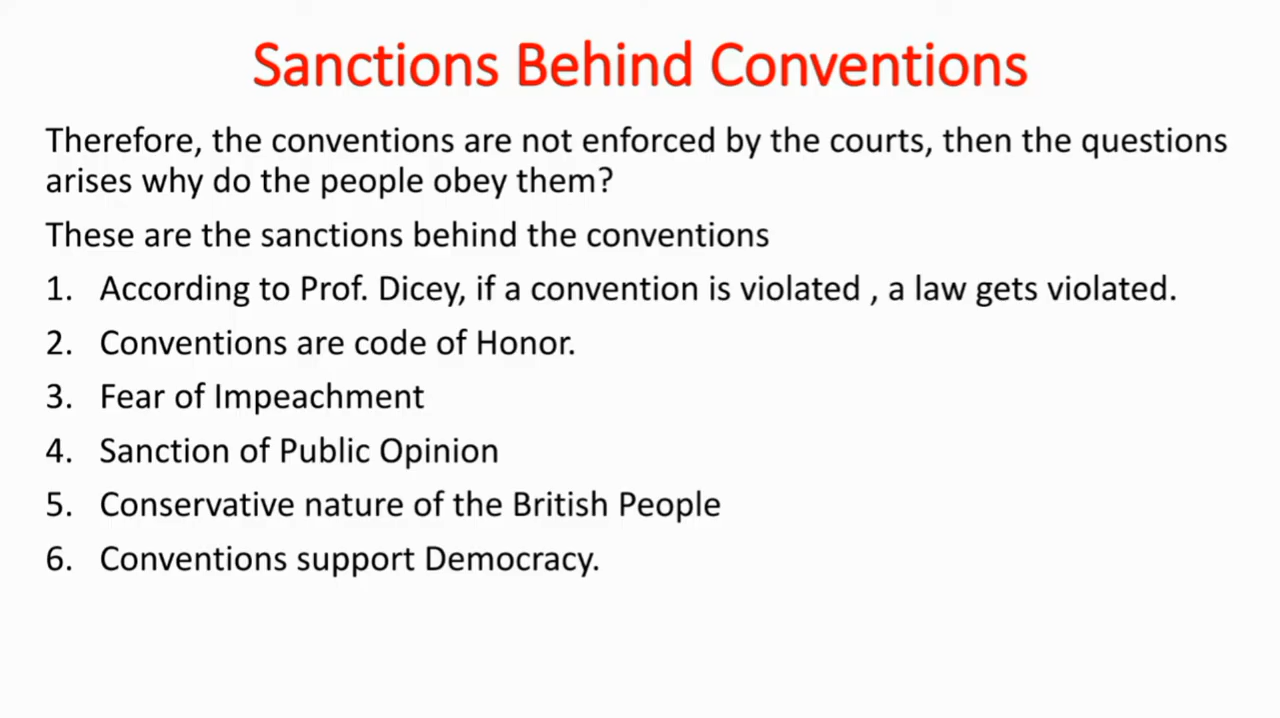 Sanctions Behind Conventions
Therefore, the conventions are not enforced by the courts, then the questions
arises why do the people obey them?
These are the sanctions behind the conventions
1. According to Prof. Dicey, if a convention is violated , a law gets violated.
2. Conventions are code of Honor.
3. Fear of Impeachment
4. Sanction of Public Opinion
5. Conservative nature of the British People
6. Conventions support Democracy.